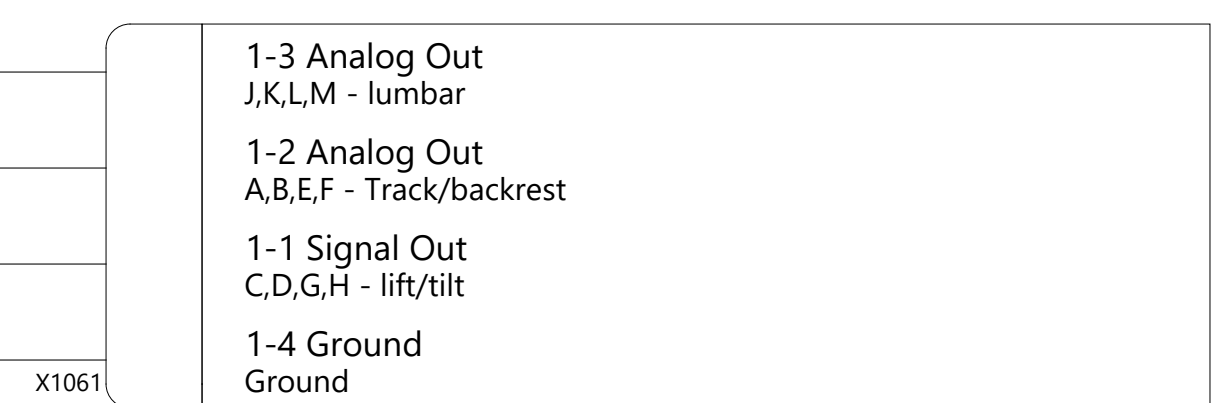 1-3 Analog Out
J,K,L,M - lumbar
1-2 Analog Out
A,B,E,F - Track/backrest
1-1 Signal Out
C,D,G,H - lift/tilt
1-4 Ground
X1061
Ground